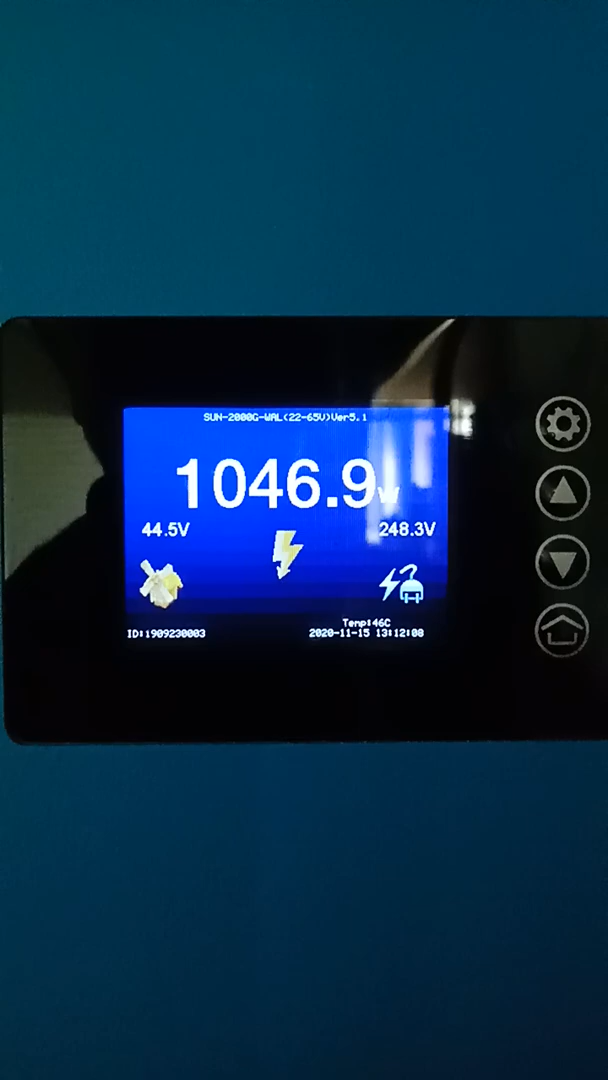 SUN-2000G-WAL(22-65V)Ver5.1
1046.9W
44.5V
248.3V
Temp:46C
ID:1909230003
2020-11-15 13:12:08